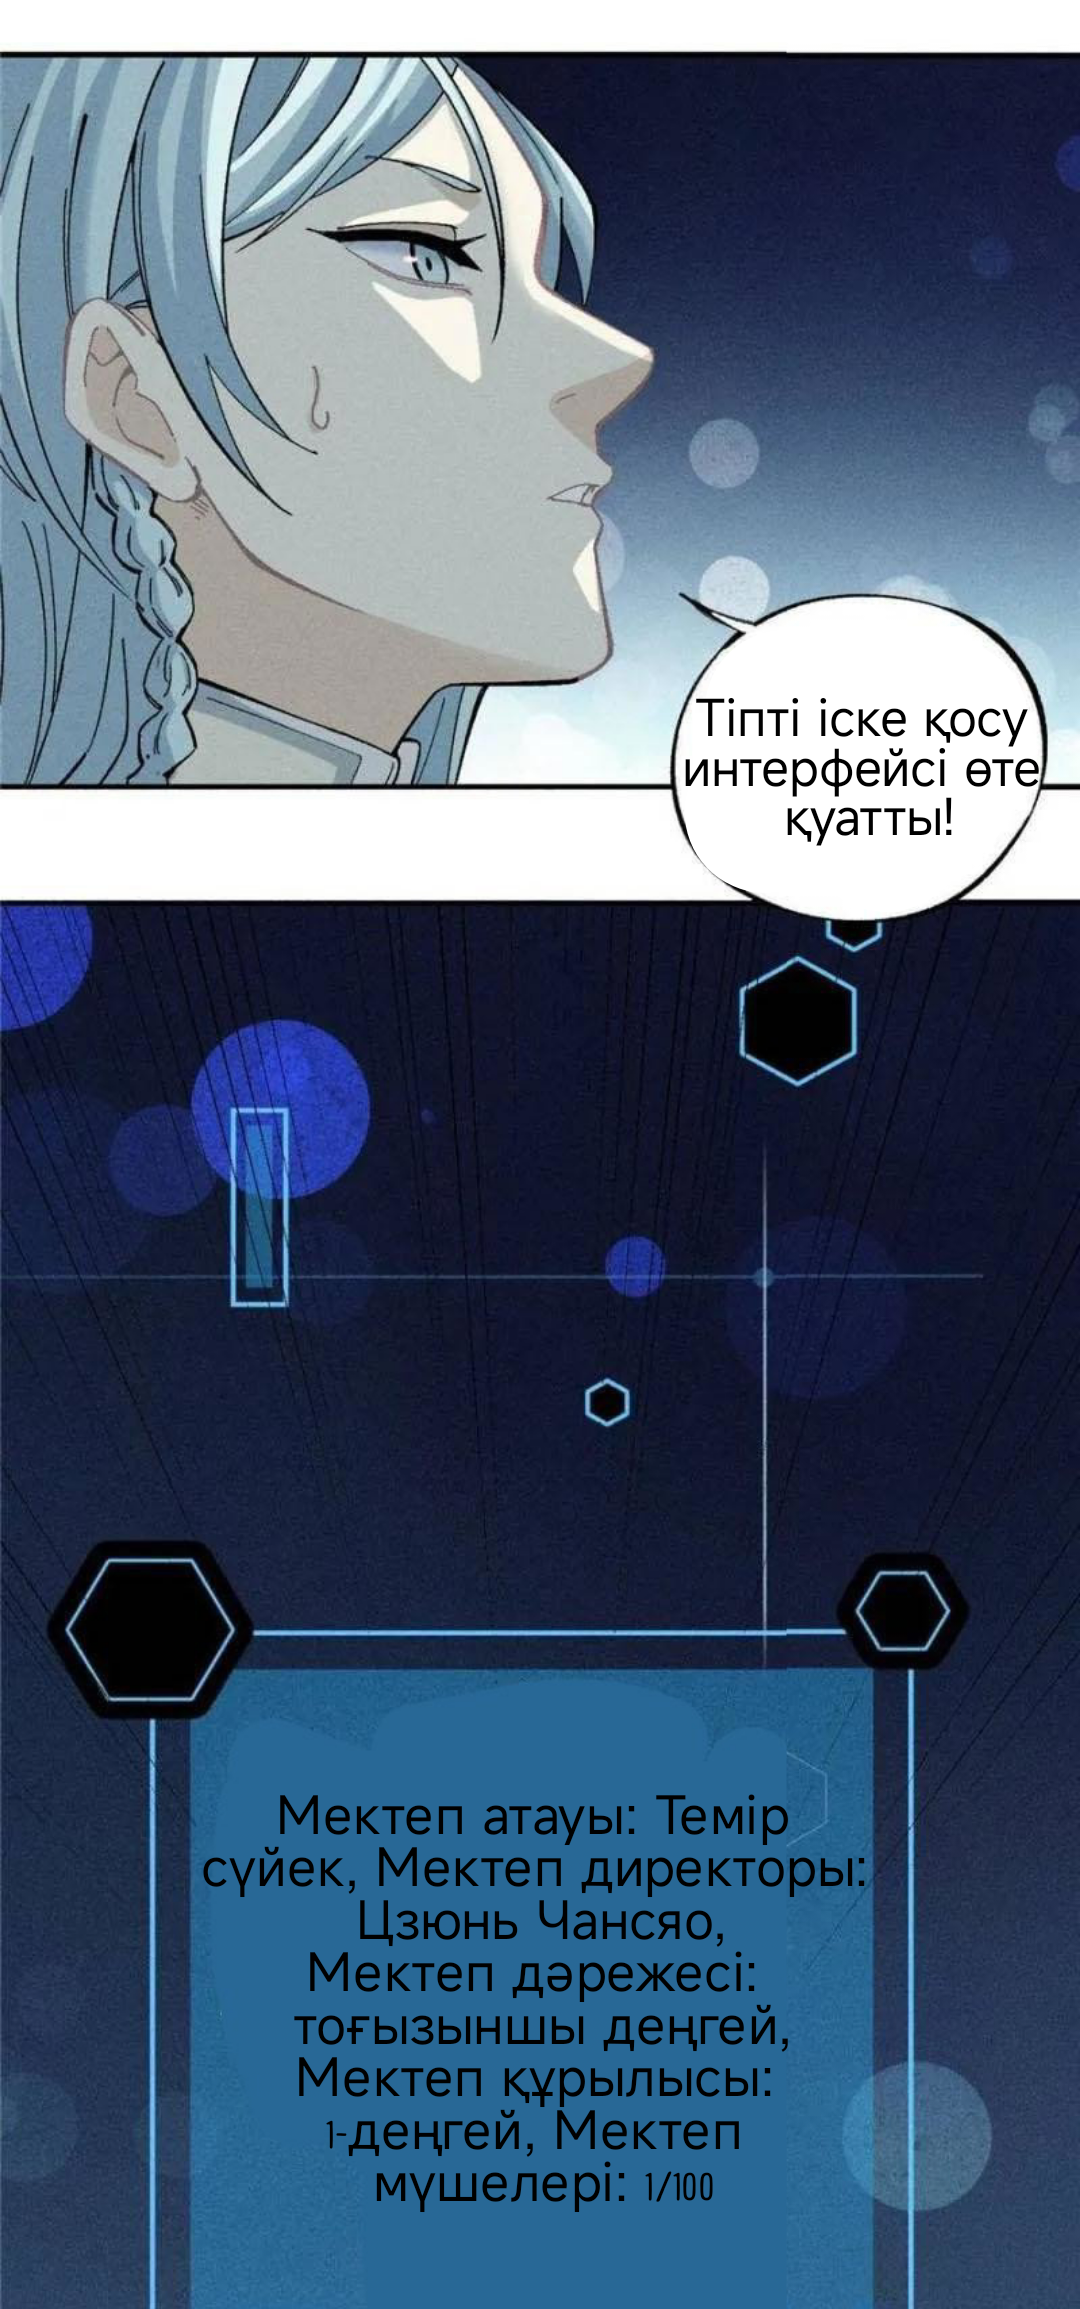 Тіпті іске қосу
интерфейсі өте
қуатты!
Мектеп атауы: Темір
сүйек, Мектеп директоры:
Цзюнь Чансяо,
Мектеп дәрежесі:
тоғызыншы деңгей,
Мектеп құрылысы:
1-деңгей, Мектеп
мүшелері: 1/100